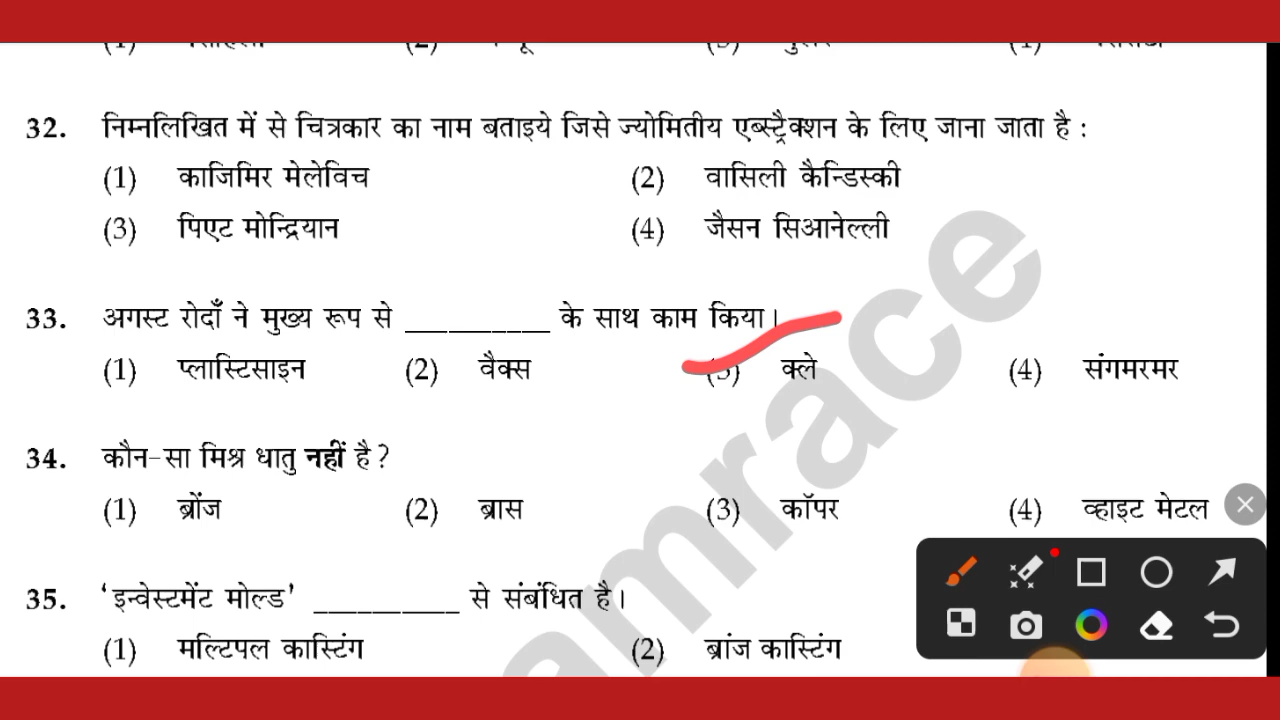 32. निम्नलिखित में से चित्रकार का नाम बताइये जिसे ज्योमितीय एब्स्ट्रैक्शन के लिए जाना जाता है :
(1) काजिमिर मेलेविच (2) वासिली कैन्डिस्की
(3) पिएट मोन्द्रियान (4) जैसन सिआनेल्ली
33. अगस्ट रोदाँ ने मुख्य रूप से __________ के साथ काम किया।
(1) प्लास्टिसाइन (2) वैक्स (3) क्ले (4) संगमरमर
34. कौन-सा मिश्र धातु नहीं है?
(1) ब्रोंज (2) ब्रास (3) कॉपर (4) व्हाइट मेटल
35. 'इन्वेस्टमेंट मोल्ड' __________ से संबंधित है।
(1) मल्टिपल कास्टिंग (2) ब्रांज कास्टिंग
amrace